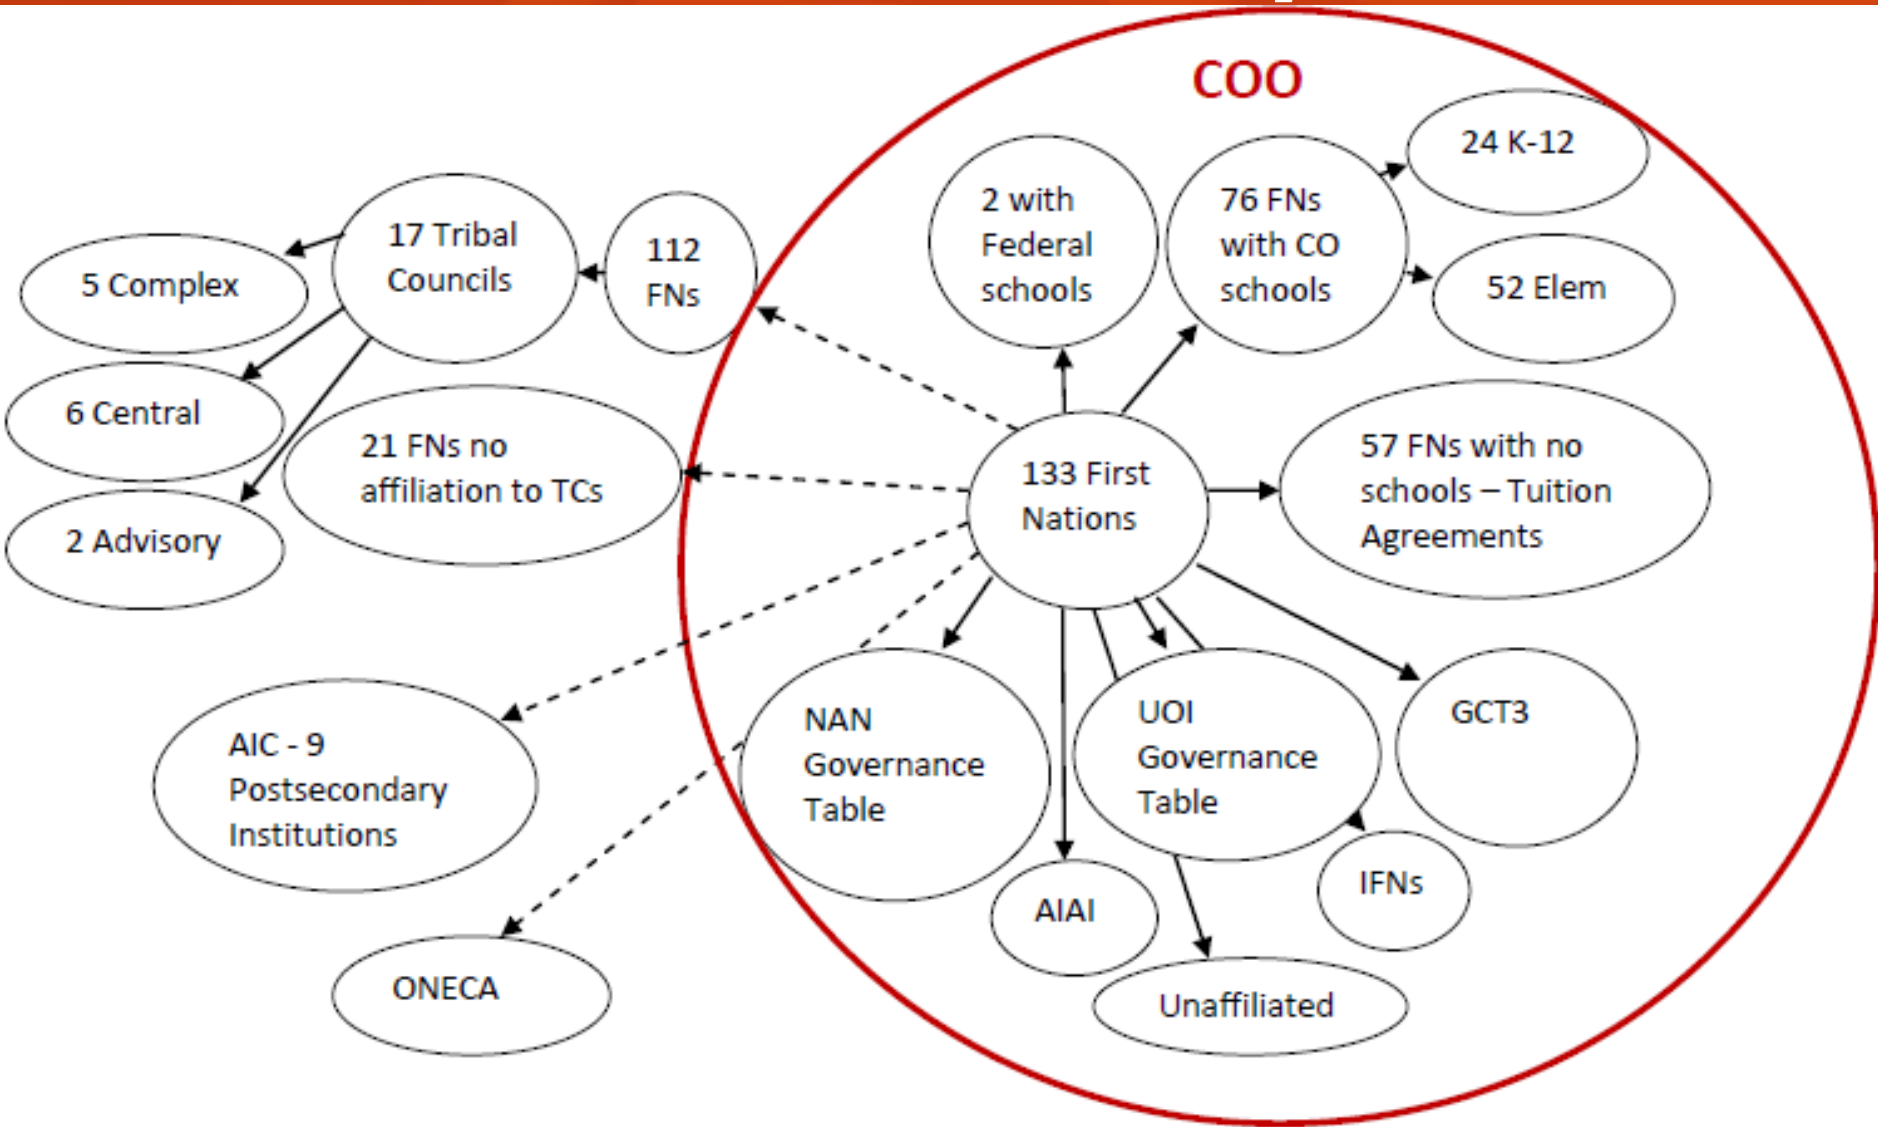 COO
24 K-12
2 with
Federal
schools
76 FNs
with CO
schools
17 Tribal
Councils
112
FNs
5 Complex
52 Elem
6 Central
21 FNs no
affiliation to TCs
133 First
Nations
57 FNs with no
schools – Tuition
Agreements
2 Advisory
AIC - 9
Postsecondary
Institutions
NAN
Governance
Table
UOI
Governance
Table
GCT3
AIAI
IFNs
ONECA
Unaffiliated